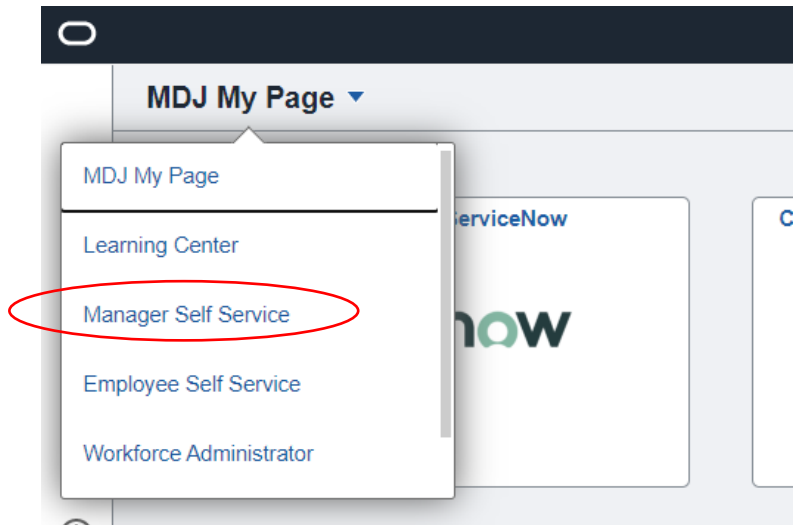 MDJ My Page
MDJ My Page
Learning Center
Manager Self Service
Employee Self Service
Workforce Administrator
erviceNow
now
C